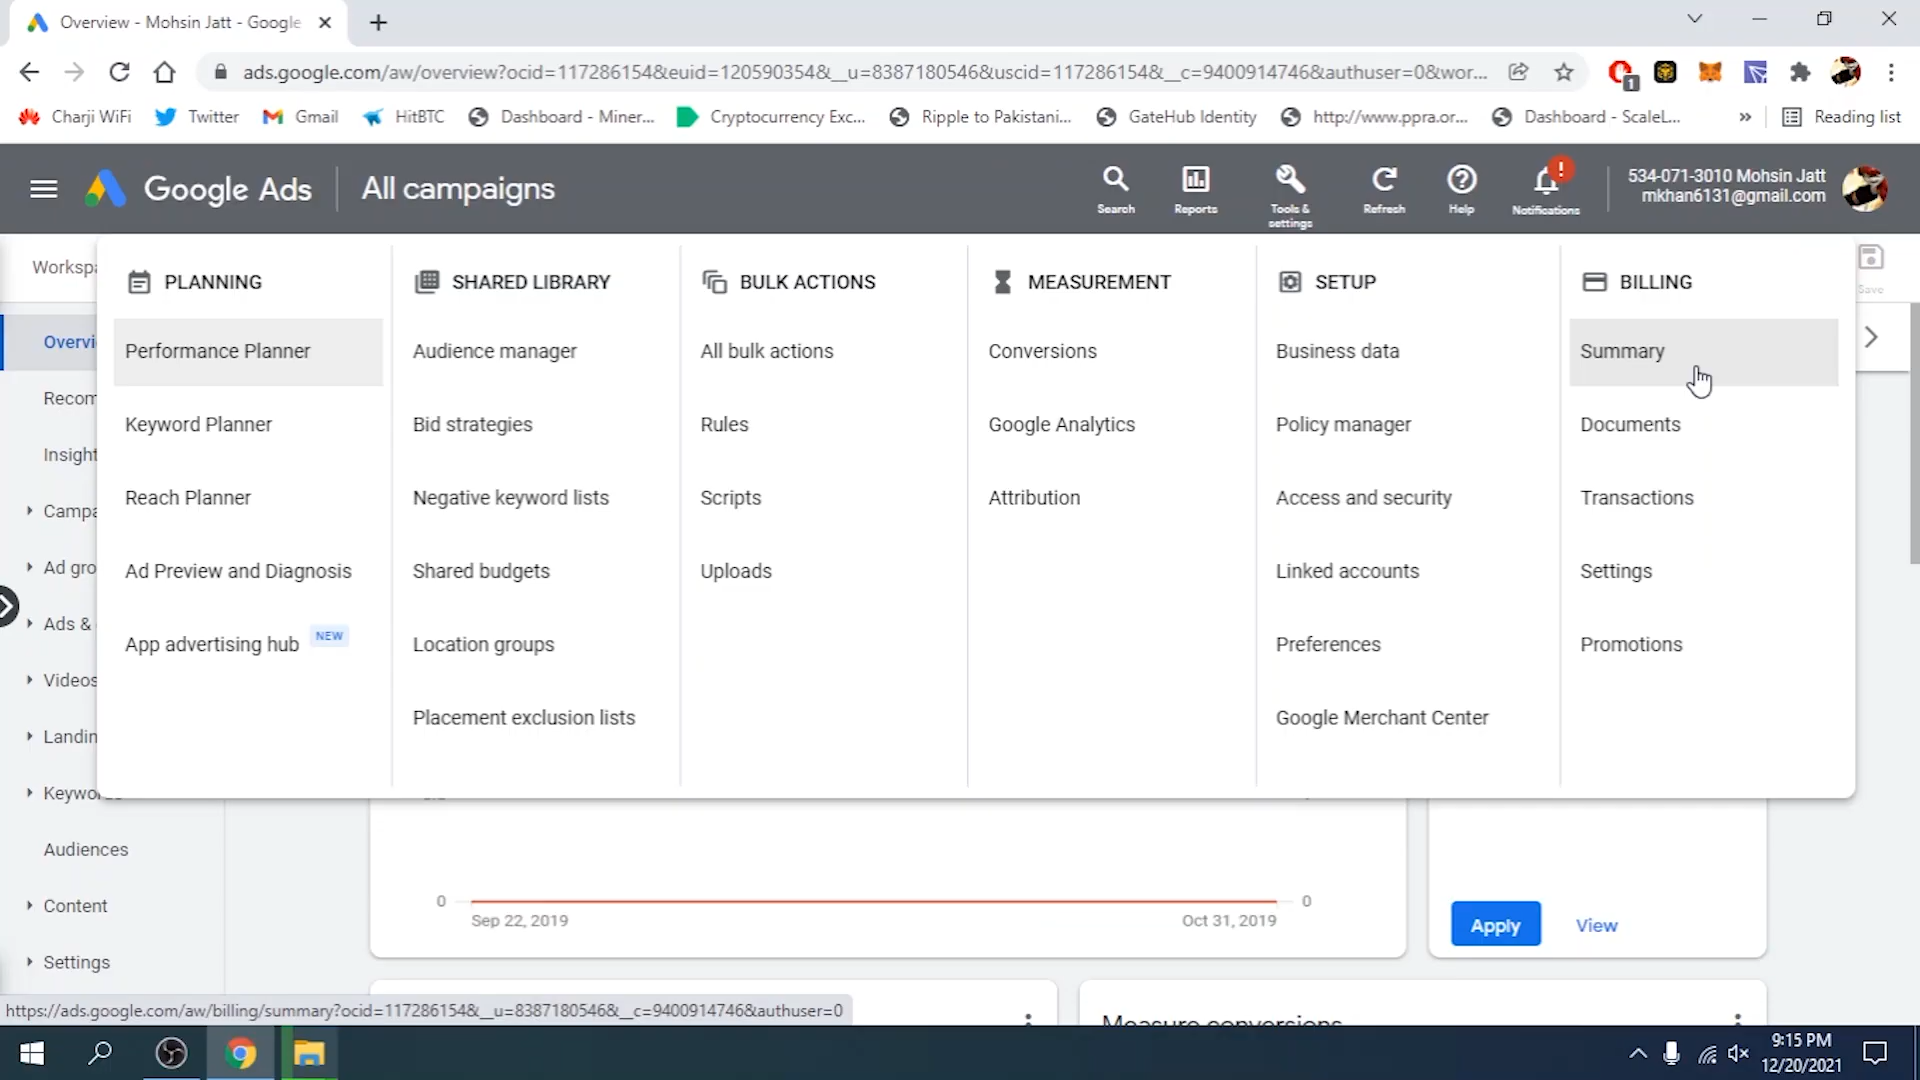 Overview - Mohsin Jatt - Google
ads.google.com/aw/overview?ocid=117286154&euid=120590354&__u=8387180546&uscid=117286154&__c=9400914746&authuser=0&wor...
1
Charji WiFi
Twitter
Gmail
HitBTC
Dashboard - Miner...
Cryptocurrency Exc...
Ripple to Pakistani...
GateHub Identity
http://www.ppra.or...
Dashboard - ScaleL...
»
Reading list
Google Ads
All campaigns
Search
Reports
Tools & settings
Refresh
Help
!
Notifications
534-071-3010 Mohsin Jatt
mkhan6131@gmail.com
Workspa
Save
Overvi
Recom
Insight
Campa
Ad gro
Ads &
Videos
Landin
Keywords
Audiences
Content
Settings
PLANNING
Performance Planner
Keyword Planner
Reach Planner
Ad Preview and Diagnosis
App advertising hub NEW
SHARED LIBRARY
Audience manager
Bid strategies
Negative keyword lists
Shared budgets
Location groups
Placement exclusion lists
BULK ACTIONS
All bulk actions
Rules
Scripts
Uploads
MEASUREMENT
Conversions
Google Analytics
Attribution
SETUP
Business data
Policy manager
Access and security
Linked accounts
Preferences
Google Merchant Center
BILLING
Summary
Documents
Transactions
Settings
Promotions
0
0
Sep 22, 2019
Oct 31, 2019
Apply
View
Measure conversions
https://ads.google.com/aw/billing/summary?ocid=117286154&__u=8387180546&__c=9400914746&authuser=0
9:15 PM
12/20/2021